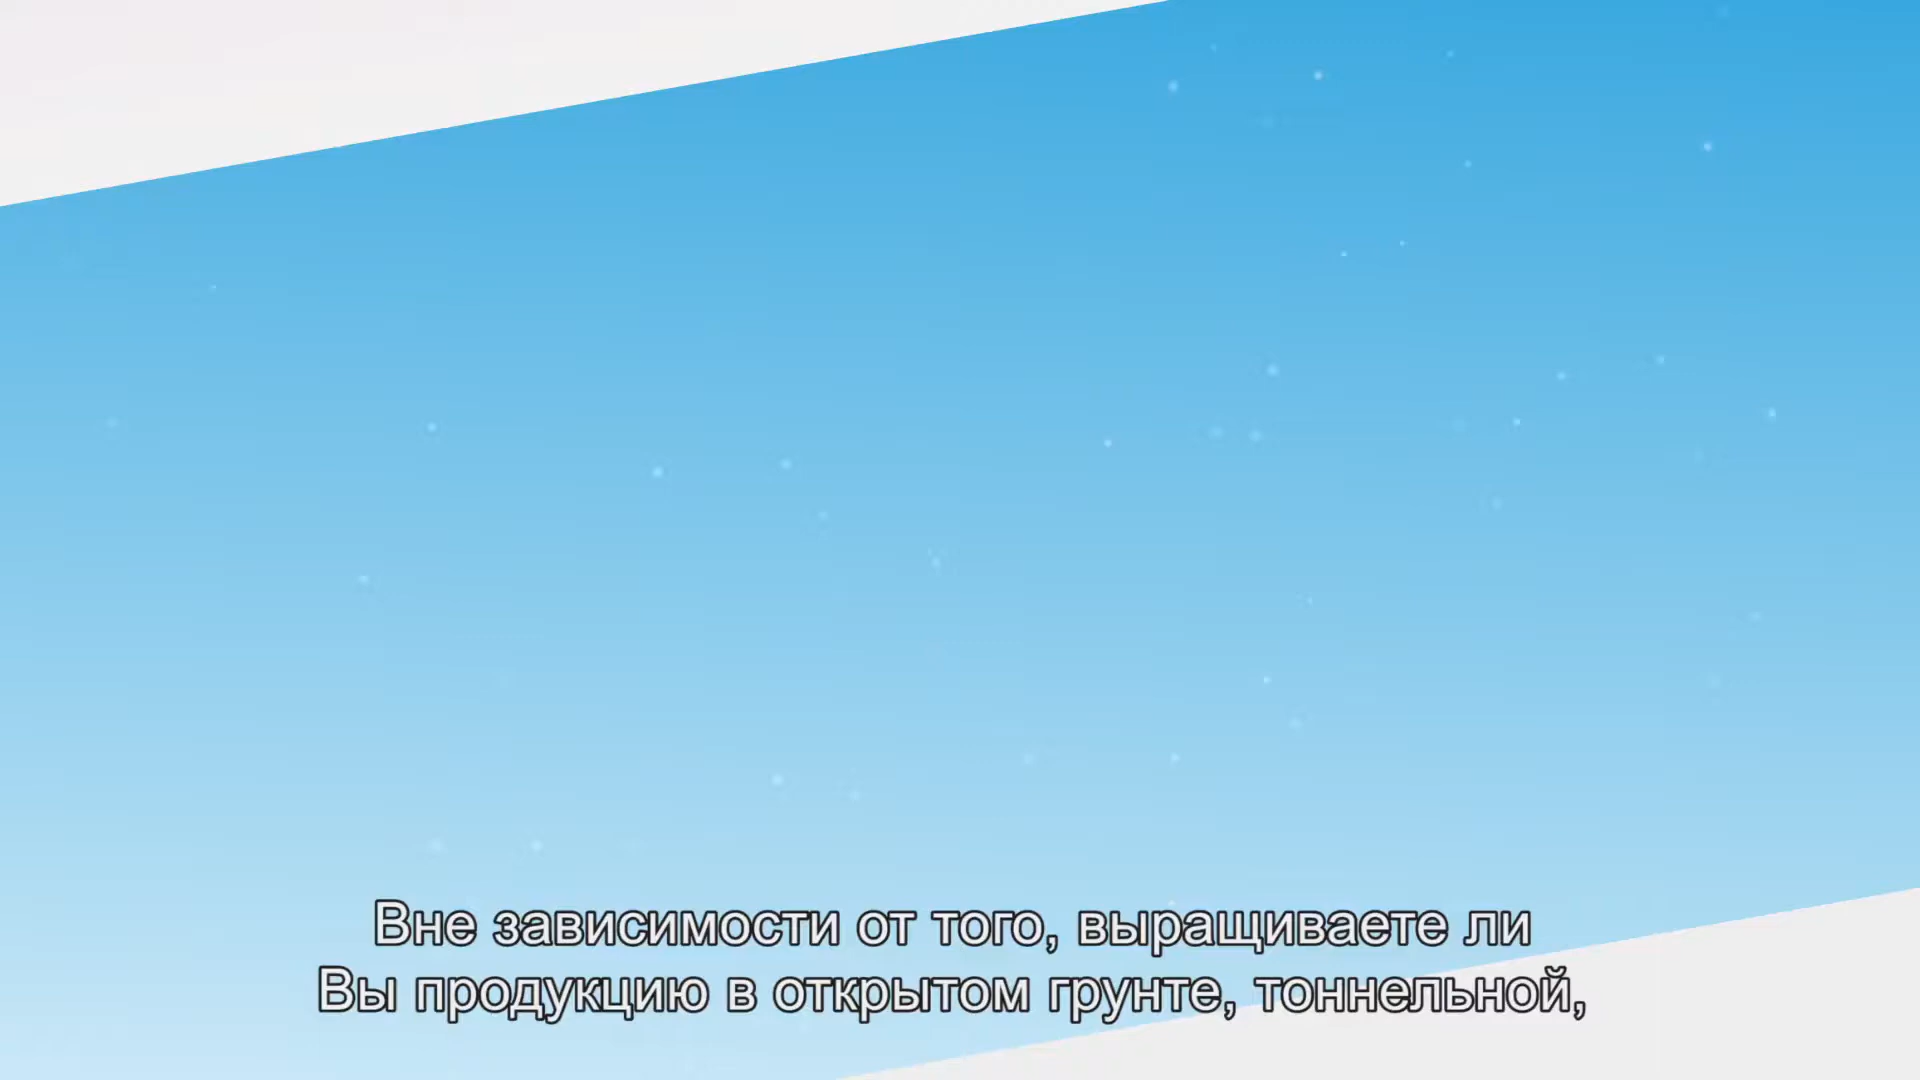 Вне зависимости от того, выращиваете ли
Вы продукцию в открытом грунте, тоннельной,